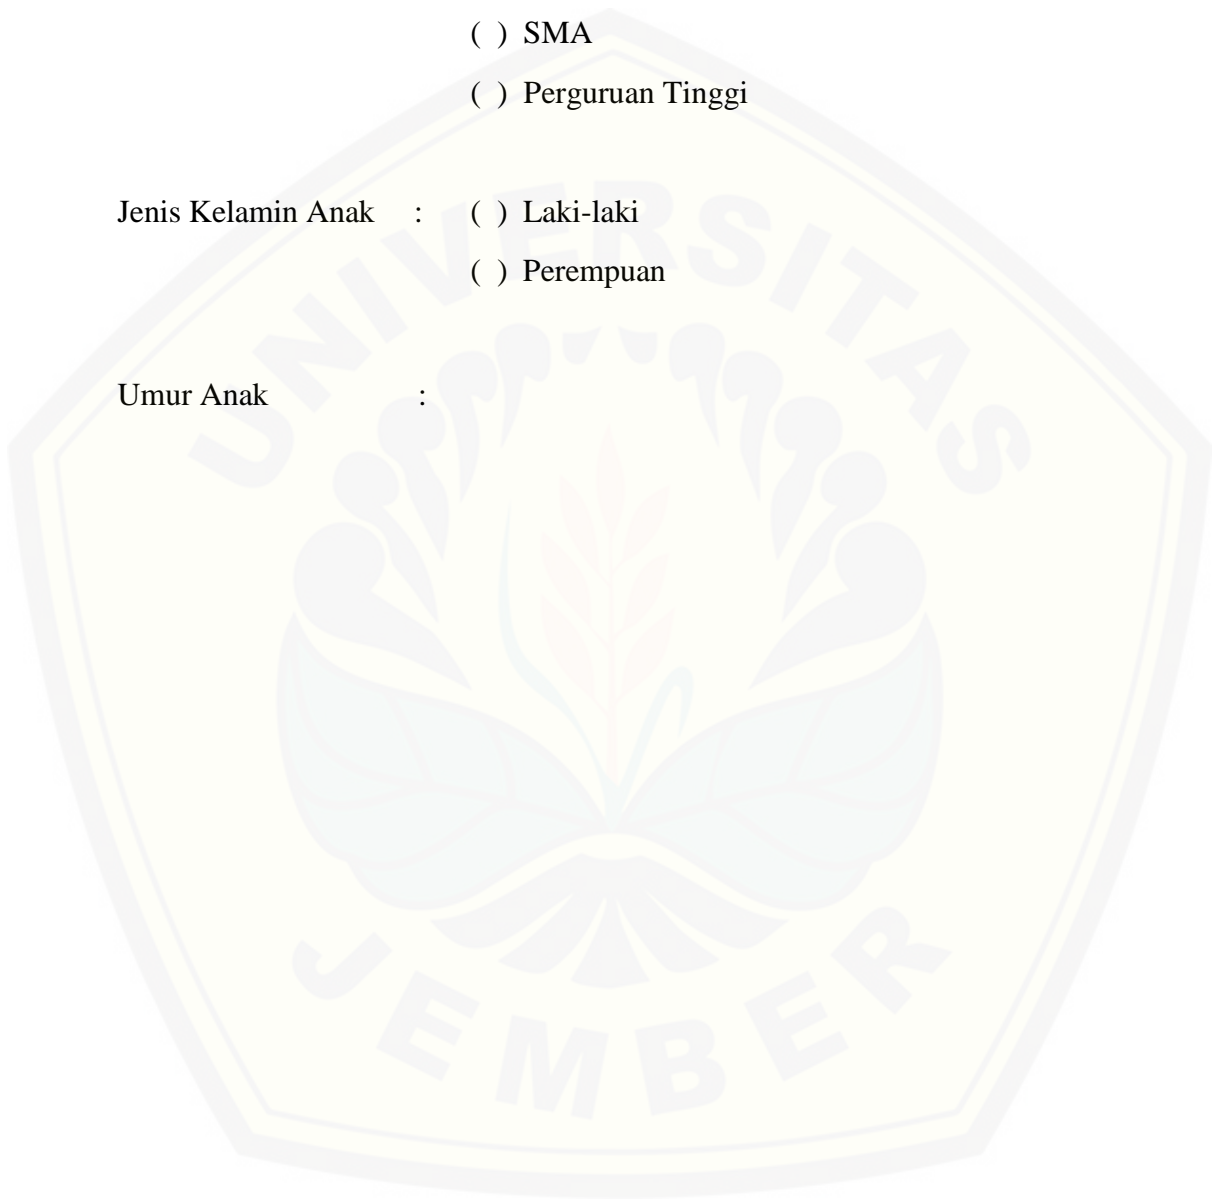 ( ) SMA
( ) Perguruan Tinggi
Jenis Kelamin Anak : ( ) Laki-laki
( ) Perempuan
Umur Anak :
UNIVERSITAS
JEMBER